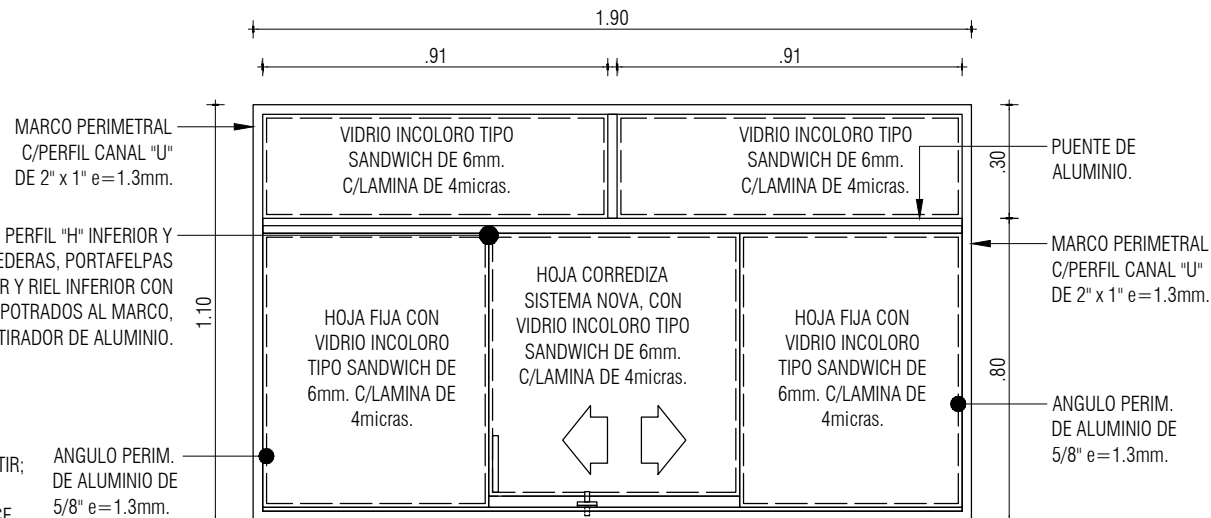 1.90
.91
.91
MARCO PERIMETRAL
C/PERFIL CANAL "U"
DE 2" x 1" e=1.3mm.
VIDRIO INCOLORO TIPO
SANDWICH DE 6mm.
C/LAMINA DE 4micras.
VIDRIO INCOLORO TIPO
SANDWICH DE 6mm.
C/LAMINA DE 4micras.
PUENTE DE
ALUMINIO.
.30
PERFIL "H" INFERIOR Y
EDERAS, PORTAFELPAS
R Y RIEL INFERIOR CON
POTRADOS AL MARCO,
TIRADOR DE ALUMINIO.
1.10
MARCO PERIMETRAL
C/PERFIL CANAL "U"
DE 2" x 1" e=1.3mm.
HOJA FIJA CON
VIDRIO INCOLORO
TIPO SANDWICH DE
6mm. C/LAMINA DE
4micras.
HOJA CORREDIZA
SISTEMA NOVA, CON
VIDRIO INCOLORO TIPO
SANDWICH DE 6mm.
C/LAMINA DE 4micras.
HOJA FIJA CON
VIDRIO INCOLORO
TIPO SANDWICH DE
6mm. C/LAMINA DE
4micras.
.80
ANGULO PERIM.
DE ALUMINIO DE
5/8" e=1.3mm.
TIR;
ANGULO PERIM.
DE ALUMINIO DE
5/8" e=1.3mm.